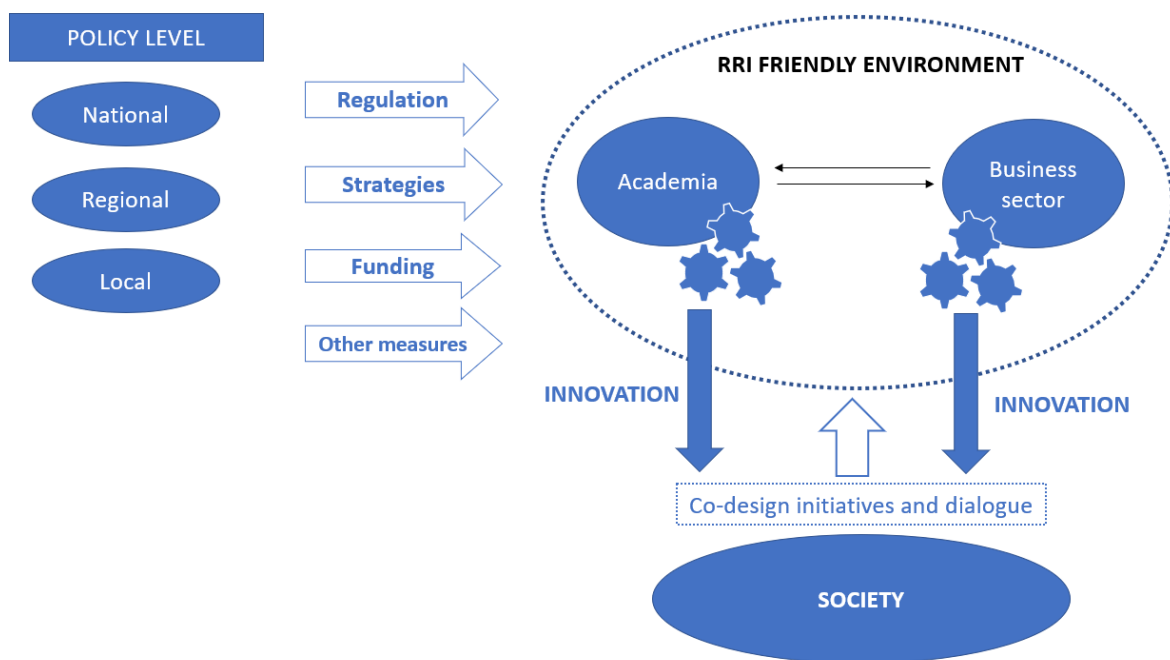 POLICY LEVEL
National
Regional
Local
Regulation
Strategies
Funding
Other measures
RRI FRIENDLY ENVIRONMENT
Academia
Business
sector
INNOVATION
INNOVATION
Co-design initiatives and dialogue
SOCIETY